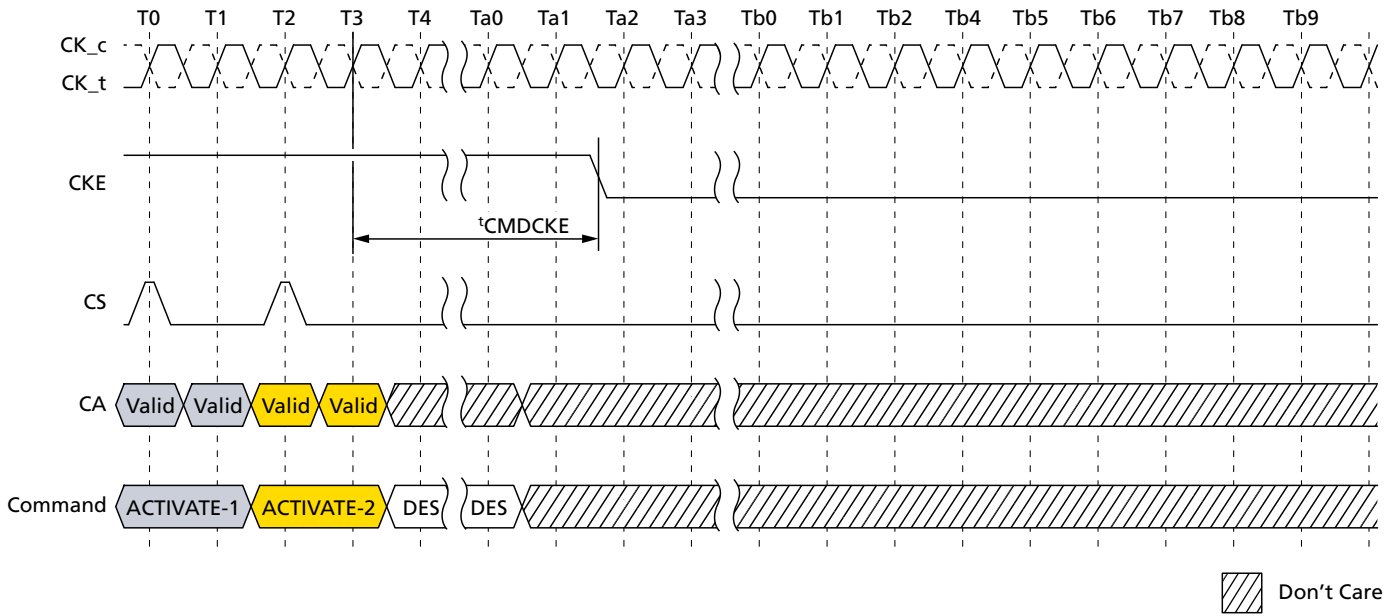 T0 T1 T2 T3 T4 Ta0 Ta1 Ta2 Ta3 Tb0 Tb1 Tb2 Tb4 Tb5 Tb6 Tb7 Tb8 Tb9
CK_c
CK_t
CKE
tCMDCKE
CS
CA Valid Valid Valid Valid
Command ACTIVATE-1 ACTIVATE-2 DES DES
Don't Care